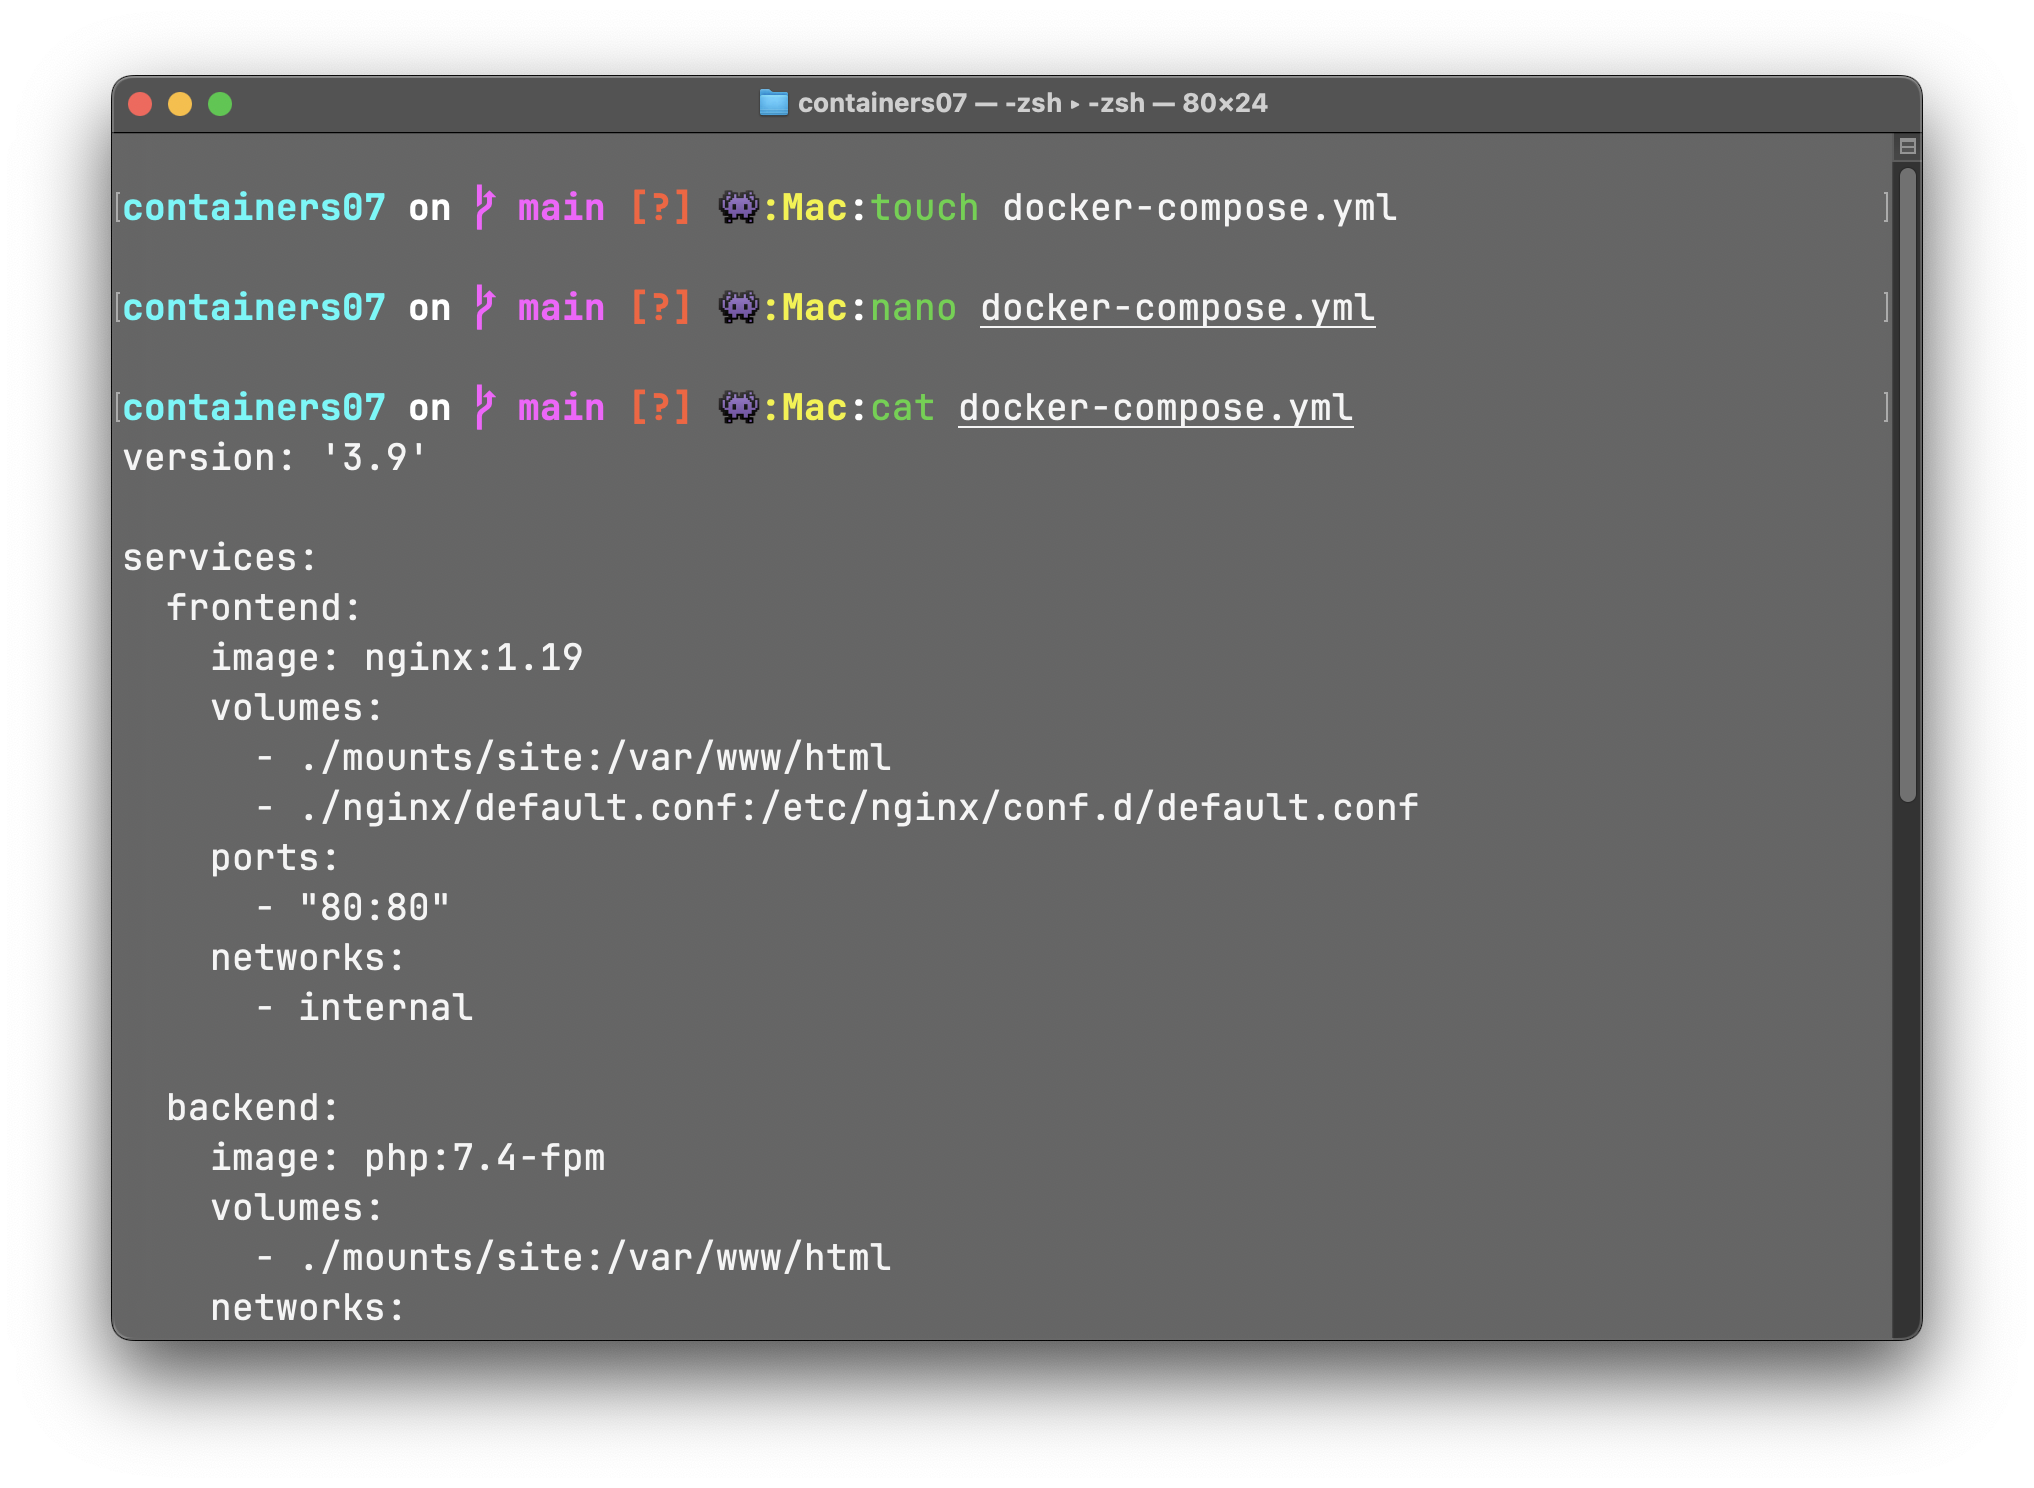 containers07 — -zsh ▸ -zsh — 80×24
containers07 on main [?] :Mac:touch docker-compose.yml
containers07 on main [?] :Mac:nano docker-compose.yml
containers07 on main [?] :Mac:cat docker-compose.yml
version: '3.9'
services:
  frontend:
    image: nginx:1.19
    volumes:
      - ./mounts/site:/var/www/html
      - ./nginx/default.conf:/etc/nginx/conf.d/default.conf
    ports:
      - "80:80"
    networks:
      - internal
  backend:
    image: php:7.4-fpm
    volumes:
      - ./mounts/site:/var/www/html
    networks: